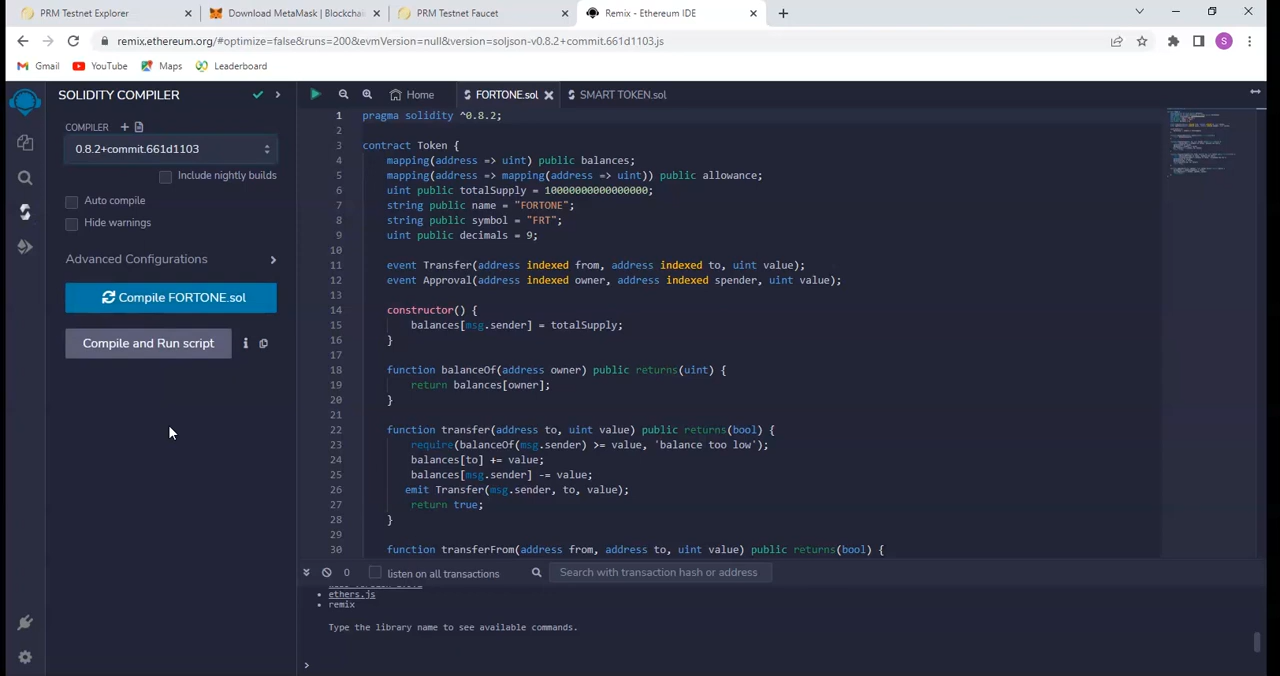 PRM Testnet Explorer
Download MetaMask | Blockchai
PRM Testnet Faucet
Remix - Ethereum IDE
remix.ethereum.org/#optimize=false&runs=200&evmVersion=null&version=soljson-v0.8.2+commit.661d1103.js
S
Gmail
YouTube
Maps
Leaderboard
SOLIDITY COMPILER
Home
FORTONE.sol
SMART TOKEN.sol
COMPILER
0.8.2+commit.661d1103
Include nightly builds
Auto compile
Hide warnings
Advanced Configurations
Compile FORTONE.sol
Compile and Run script
1 pragma solidity ^0.8.2;
2
3 contract Token {
4 mapping(address => uint) public balances;
5 mapping(address => mapping(address => uint)) public allowance;
6 uint public totalSupply = 10000000000000000;
7 string public name = "FORTONE";
8 string public symbol = "FRT";
9 uint public decimals = 9;
10
11 event Transfer(address indexed from, address indexed to, uint value);
12 event Approval(address indexed owner, address indexed spender, uint value);
13
14 constructor() {
15 balances[msg.sender] = totalSupply;
16 }
17
18 function balanceOf(address owner) public returns(uint) {
19 return balances[owner];
20 }
21
22 function transfer(address to, uint value) public returns(bool) {
23 require(balanceOf(msg.sender) >= value, 'balance too low');
24 balances[to] += value;
25 balances[msg.sender] -= value;
26 emit Transfer(msg.sender, to, value);
27 return true;
28 }
29
30 function transferFrom(address from, address to, uint value) public returns(bool) {
0
listen on all transactions
Search with transaction hash or address
• ethers.js
• remix
Type the library name to see available commands.
>